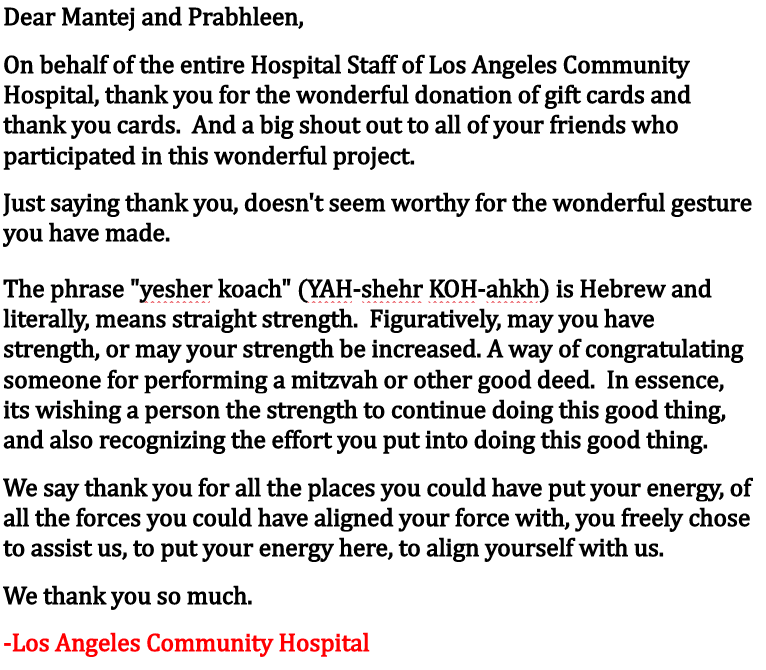 Dear Mantej and Prabhleen,
On behalf of the entire Hospital Staff of Los Angeles Community
Hospital, thank you for the wonderful donation of gift cards and
thank you cards.  And a big shout out to all of your friends who
participated in this wonderful project.
Just saying thank you, doesn't seem worthy for the wonderful gesture
you have made.
The phrase "yesher koach" (YAH-shehr KOH-ahkh) is Hebrew and
literally, means straight strength.  Figuratively, may you have
strength, or may your strength be increased. A way of congratulating
someone for performing a mitzvah or other good deed.  In essence,
its wishing a person the strength to continue doing this good thing,
and also recognizing the effort you put into doing this good thing.
We say thank you for all the places you could have put your energy, of
all the forces you could have aligned your force with, you freely chose
to assist us, to put your energy here, to align yourself with us.
We thank you so much.
-Los Angeles Community Hospital